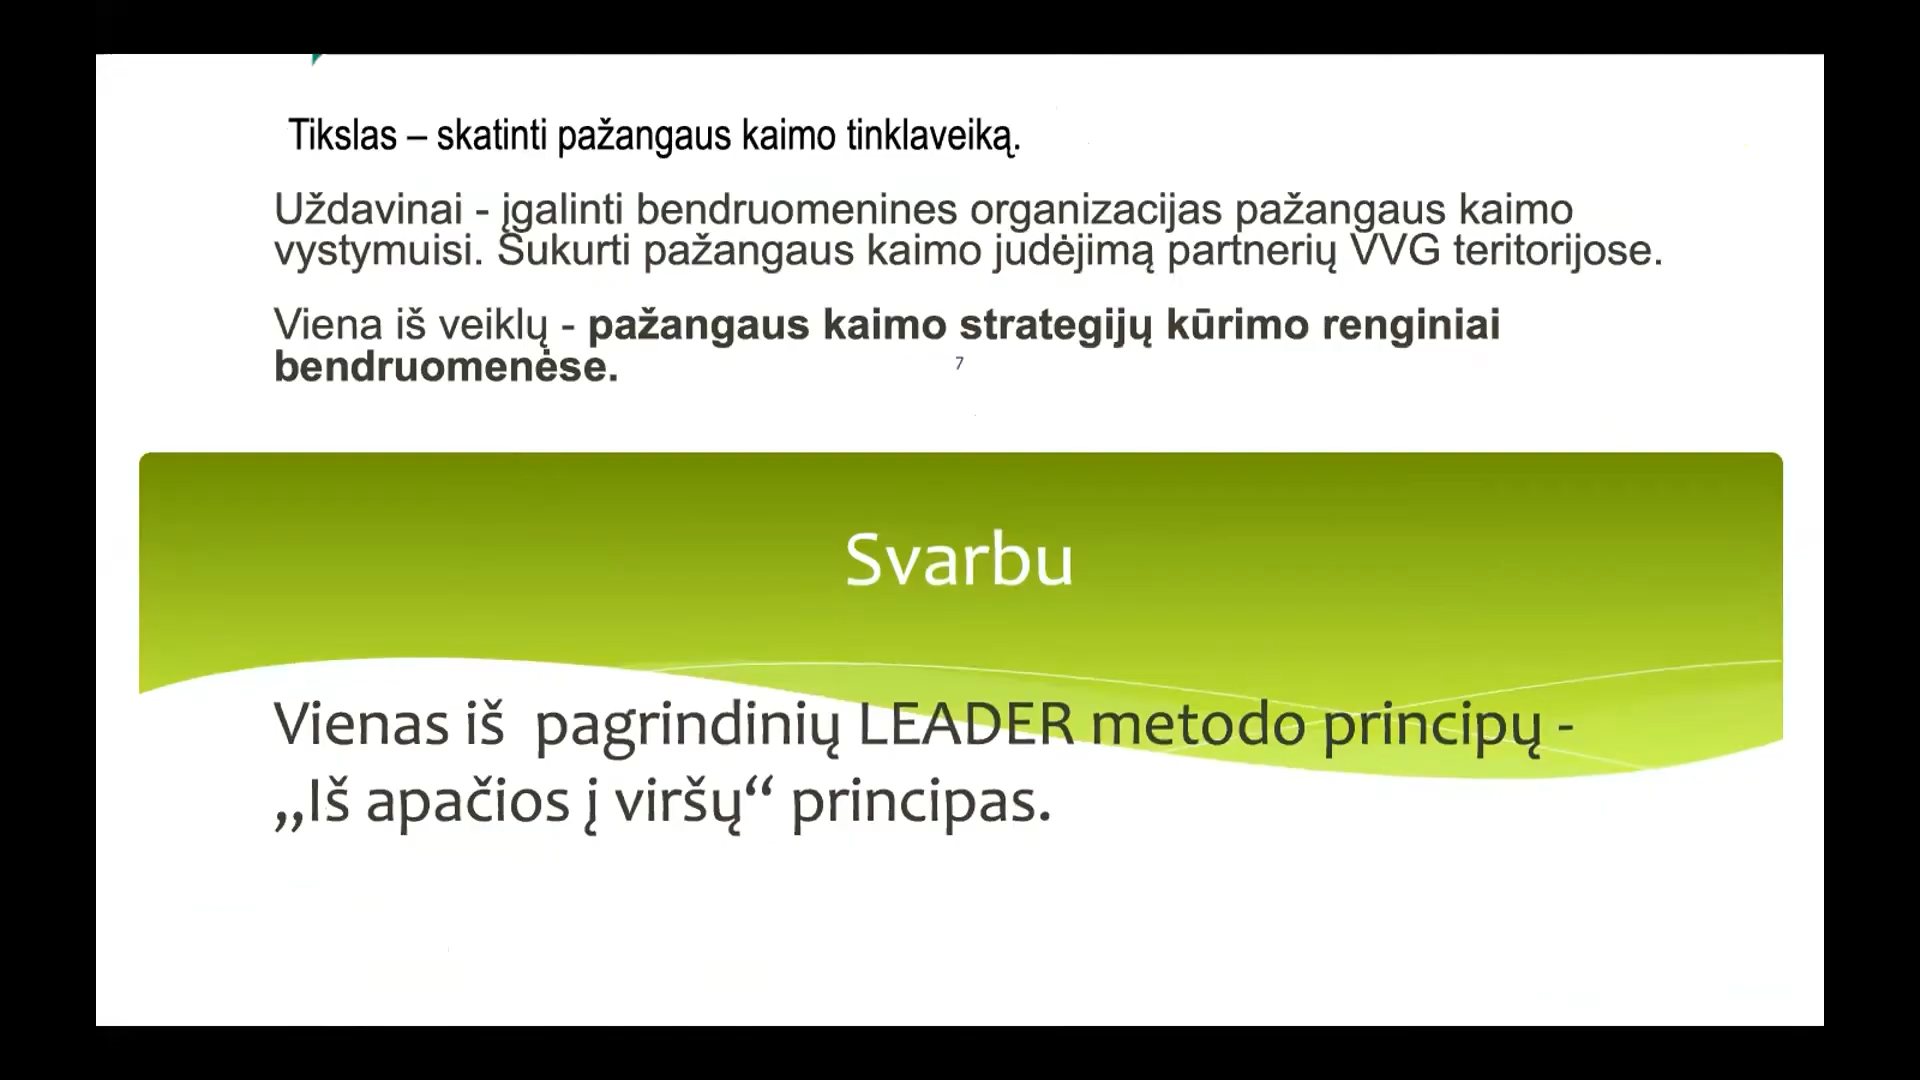 Tikslas – skatinti pažangaus kaimo tinklaveiką.
Uždavinai - įgalinti bendruomenines organizacijas pažangaus kaimo
vystymuisi. Sukurti pažangaus kaimo judėjimą partnerių VVG teritorijose.
Viena iš veiklų - pažangaus kaimo strategijų kūrimo renginiai
bendruomenėse.
7
Svarbu
Vienas iš pagrindinių LEADER metodo principų -
„Iš apačios į viršų“ principas.